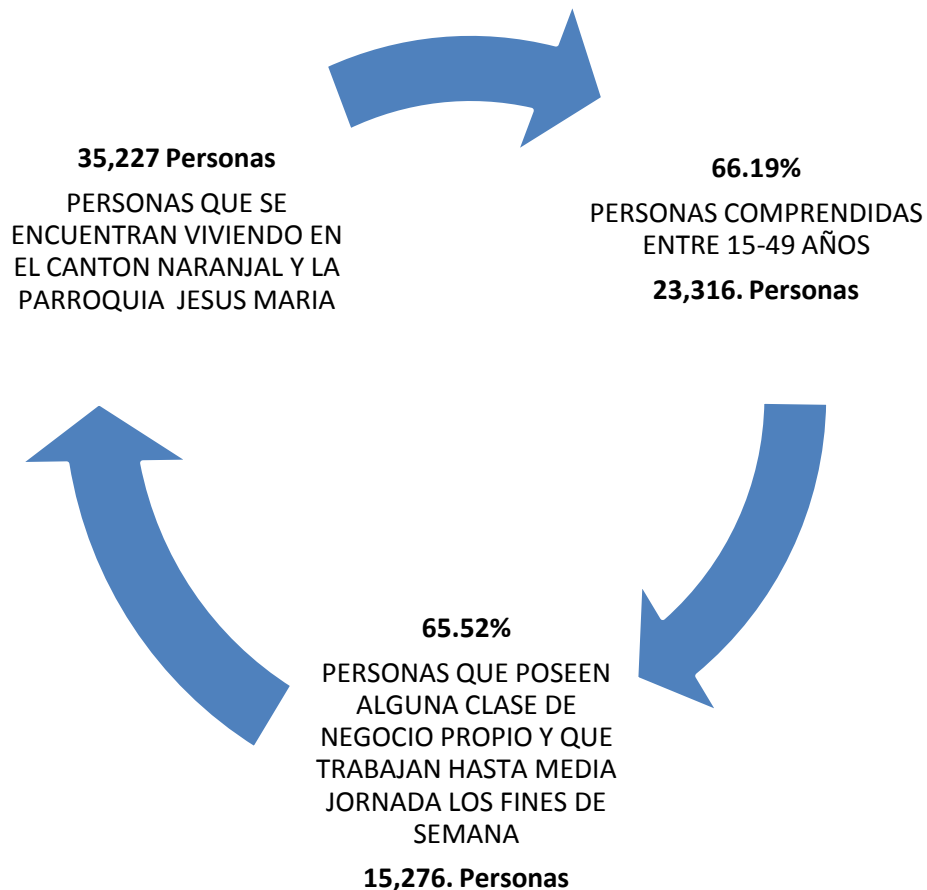 35,227 Personas
PERSONAS QUE SE
ENCUENTRAN VIVIENDO EN
EL CANTON NARANJAL Y LA
PARROQUIA JESUS MARIA
66.19%
PERSONAS COMPRENDIDAS
ENTRE 15-49 AÑOS
23,316. Personas
65.52%
PERSONAS QUE POSEEN
ALGUNA CLASE DE
NEGOCIO PROPIO Y QUE
TRABAJAN HASTA MEDIA
JORNADA LOS FINES DE
SEMANA
15,276. Personas